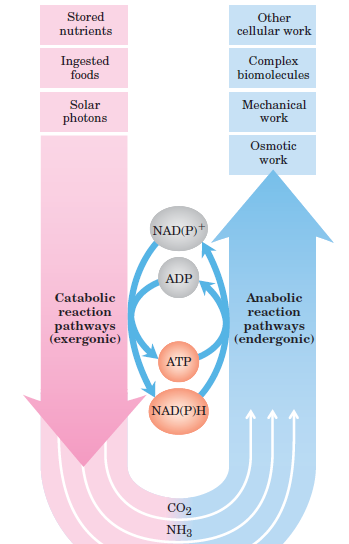 Stored
nutrients
Ingested
foods
Solar
photons
Other
cellular work
Complex
biomolecules
Mechanical
work
Osmotic
work
NAD(P)+
ADP
ATP
NAD(P)H
Catabolic
reaction
pathways
(exergonic)
Anabolic
reaction
pathways
(endergonic)
CO2
NH3